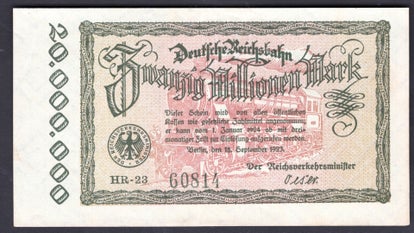 20.000.000
Deutsche Reichsbahn
Zwanzig Millionen Mark
Dieser Schein wird von allen öffentlichen
Kassen wie gesetzliche Zahlmittel angenommen
er kann vom 1. Januar 1924 ab mit drei-
monatiger Frist zur Einlösung aufgerufen werden.
Berlin, den 18. September 1923.
Der Reichsverkehrsminister
HR-23 60814
Oeser.